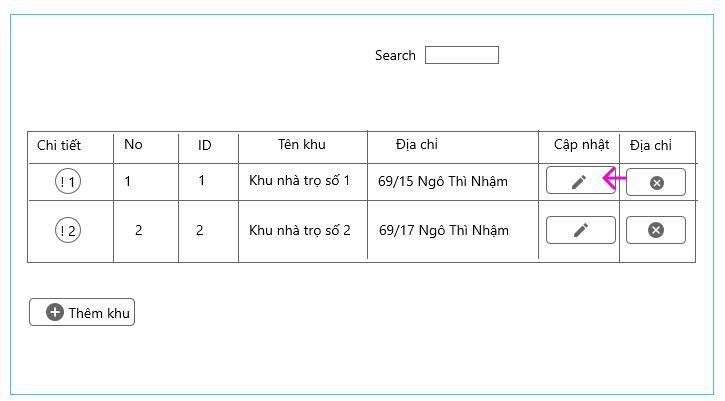 Search
Chi tiết No ID Tên khu Địa chỉ Cập nhật Địa chỉ
! 1 1 1 Khu nhà trọ số 1 69/15 Ngô Thì Nhậm
! 2 2 2 Khu nhà trọ số 2 69/17 Ngô Thì Nhậm
Thêm khu